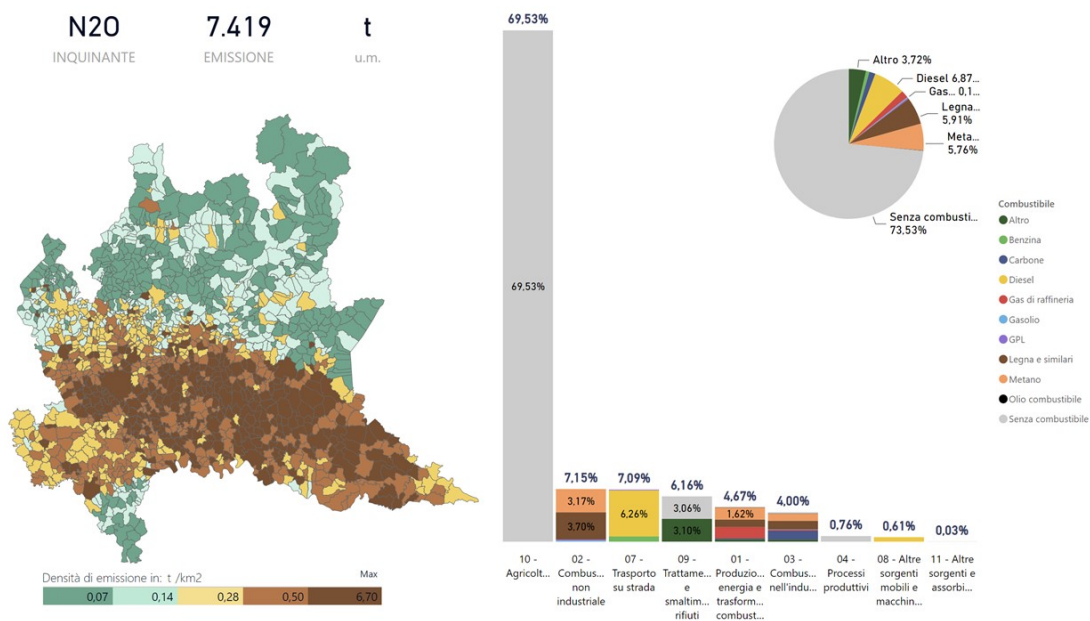 N2O
7.419
t
INQUINANTE
EMISSIONE
u.m.
Densità di emissione in: t /km2
Max
0,07
0,14
0,28
0,50
6,70
69,53%
69,53%
7,15%
3,17%
3,70%
7,09%
6,26%
6,16%
3,06%
3,10%
4,67%
1,62%
4,00%
0,76%
0,61%
0,03%
10 -
Agricolt...
02 -
Combus...
non
industriale
07 -
Trasporto
su strada
09 -
Trattame...
e
smaltim...
rifiuti
01 -
Produzio...
energia e
trasform...
combust...
03 -
Combus...
nell'indu...
04 -
Processi
produttivi
08 - Altre
sorgenti
mobili e
macchin...
11 - Altre
sorgenti e
assorbi...
Altro 3,72%
Diesel 6,87...
Gas... 0,1...
Legna...
5,91%
Meta...
5,76%
Senza combusti...
73,53%
Combustibile
Altro
Benzina
Carbone
Diesel
Gas di raffineria
Gasolio
GPL
Legna e similari
Metano
Olio combustibile
Senza combustibile